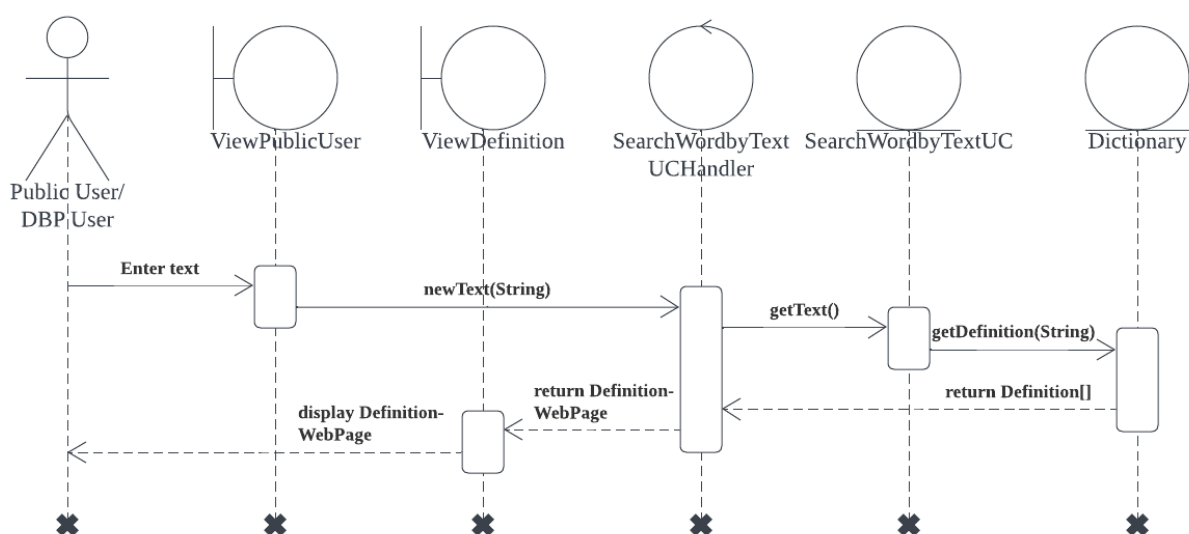 ViewPublicUser
ViewDefinition
SearchWordbyText
UCHandler
SearchWordbyTextUC
Dictionary
Public User/
DBP User
Enter text
newText(String)
getText()
getDefinition(String)
return Definition[]
return Definition-
WebPage
display Definition-
WebPage